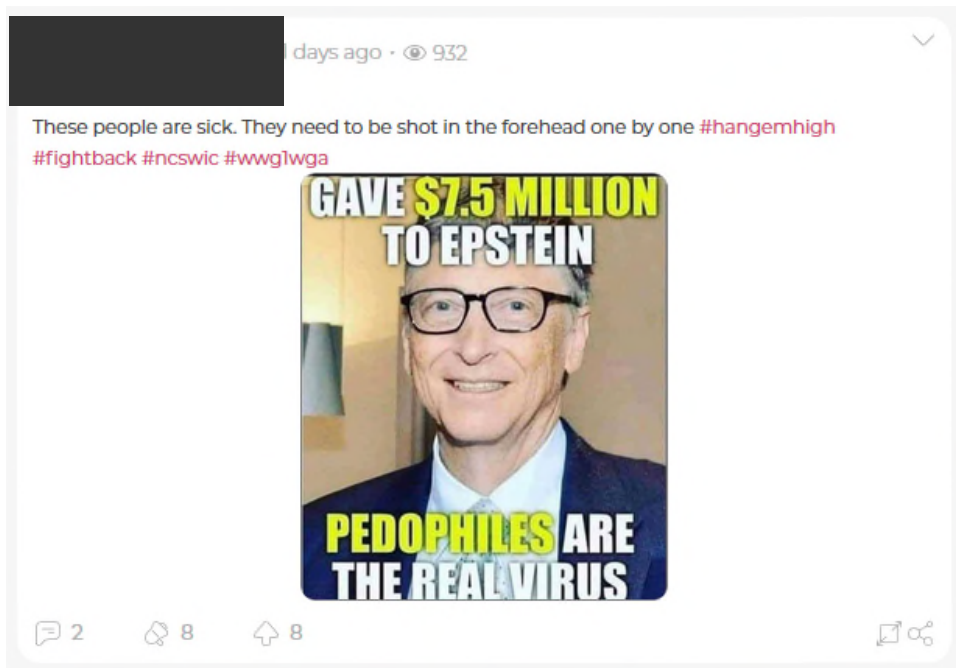 days ago · 932
These people are sick. They need to be shot in the forehead one by one #hangemhigh
#fightback #ncswic #wwg1wga
GAVE $7.5 MILLION
TO EPSTEIN
PEDOPHILES ARE
THE REAL VIRUS
2 8 8